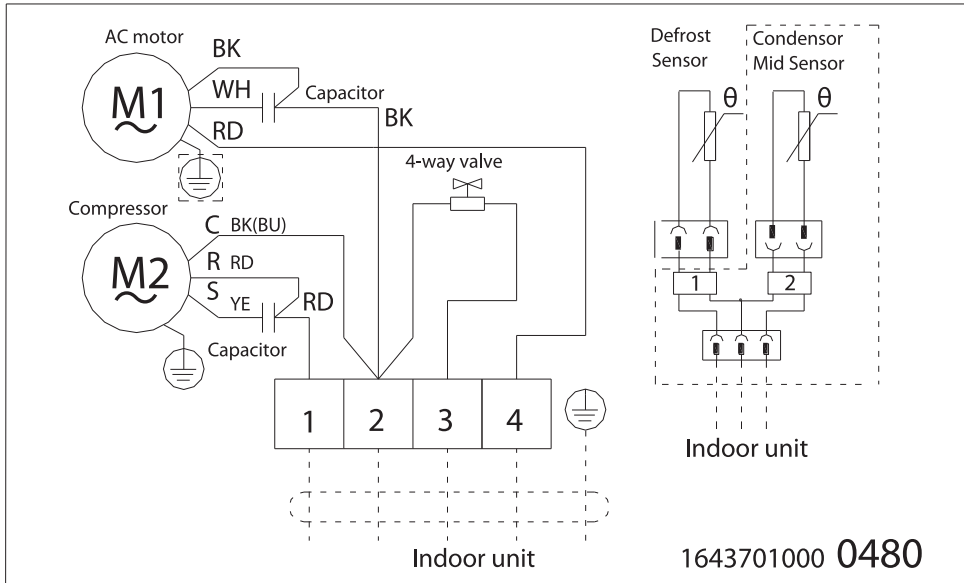 AC motor
BK
M1
WH
Capacitor
BK
RD
4-way valve
Compressor
M2
C BK(BU)
R RD
S YE
RD
Capacitor
1 2 3 4
Indoor unit
Defrost
Sensor
Condensor
Mid Sensor
θ θ
1 2
Indoor unit
1643701000 0480